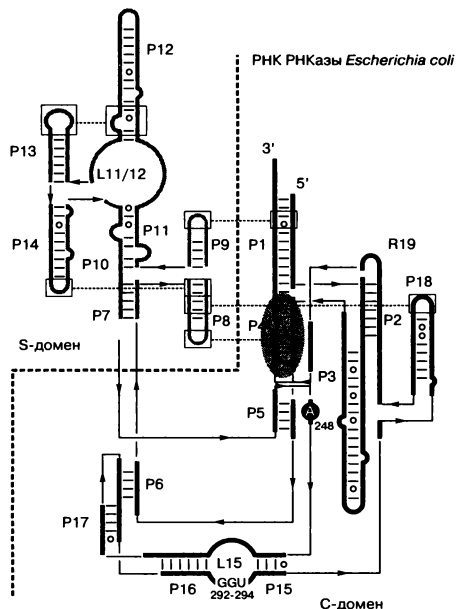 P12
РНК РНКазы Escherichia coli
P13
3'
L11/12
5'
P14
P11
P9
P1
R19
P10
P18
P7
P8
P4
P2
S-домен
P3
P5
A
248
P6
P17
L15
GGU
P16
292-294
P15
С-домен